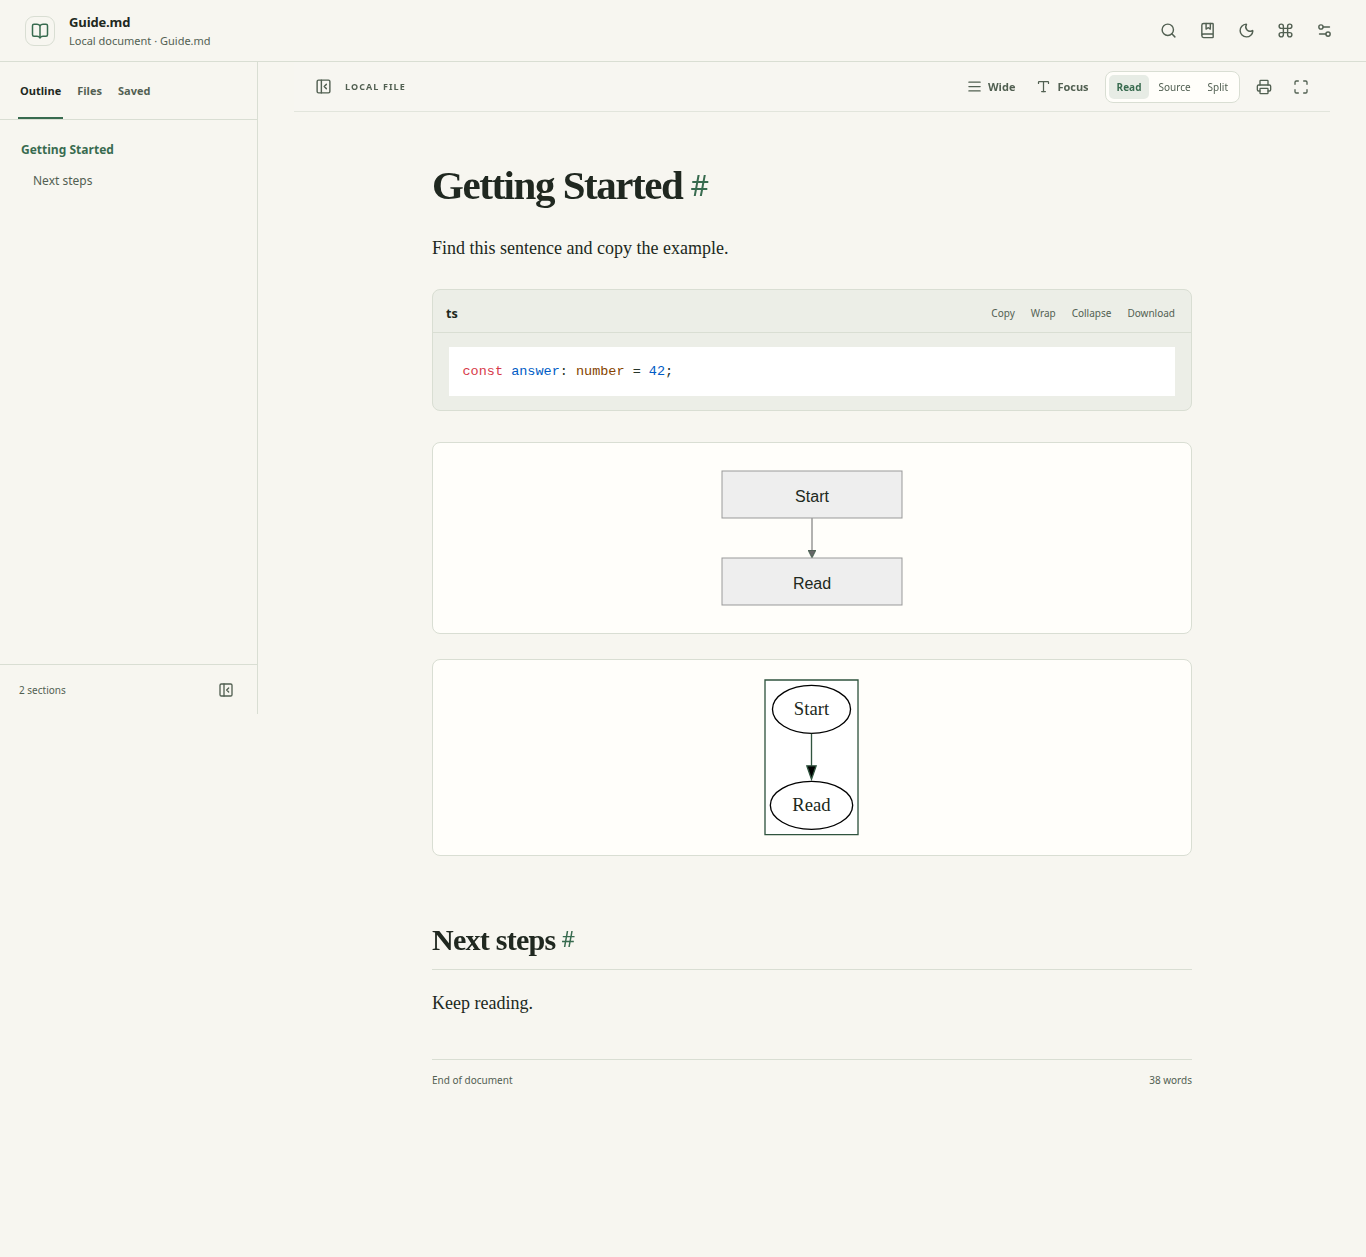 Guide.md
Local document · Guide.md
Outline Files Saved
Getting Started
Next steps
2 sections
LOCAL FILE
Wide Focus Read Source Split
Getting Started #
Find this sentence and copy the example.
ts
Copy Wrap Collapse Download
const answer: number = 42;
Start
Read
Start
Read
Next steps #
Keep reading.
End of document
38 words